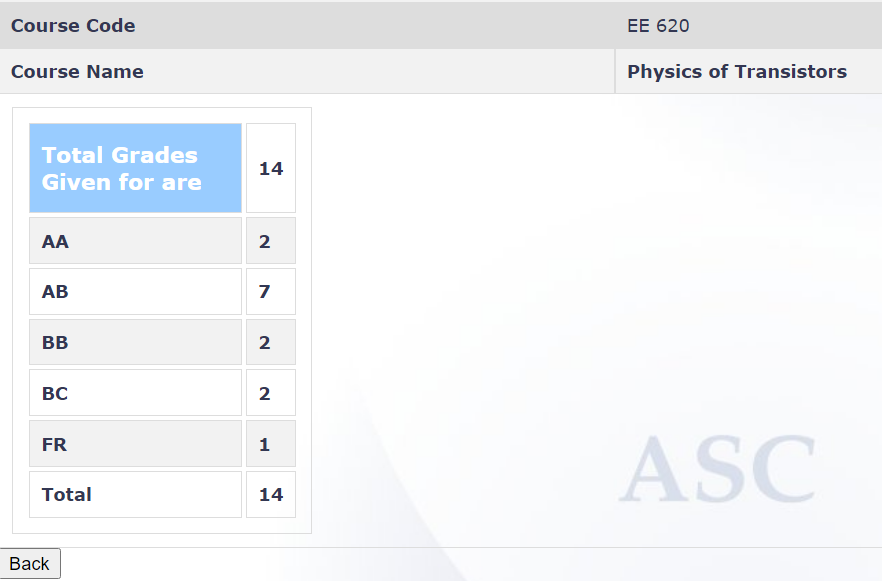 Course Code EE 620
Course Name Physics of Transistors
Total Grades
Given for are 14
AA 2
AB 7
BB 2
BC 2
FR 1
Total 14
ASC
Back